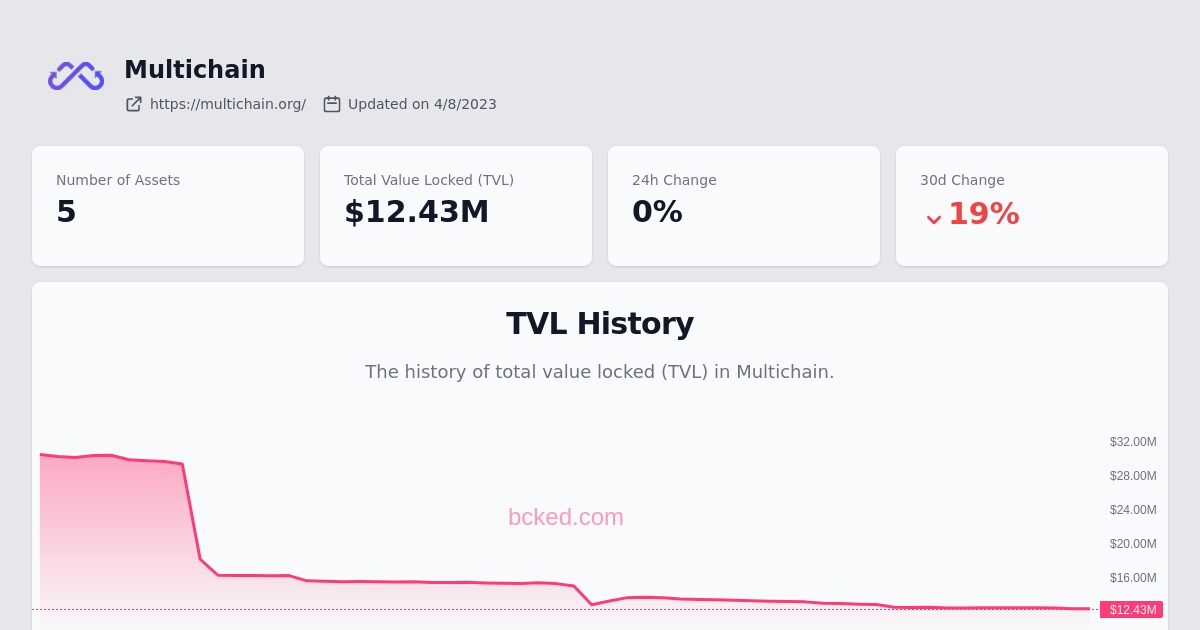 Multichain
https://multichain.org/ Updated on 4/8/2023
Number of Assets
5
Total Value Locked (TVL)
$12.43M
24h Change
0%
30d Change
19%
TVL History
The history of total value locked (TVL) in Multichain.
$32.00M
$28.00M
$24.00M
bcked.com
$20.00M
$16.00M
$12.43M